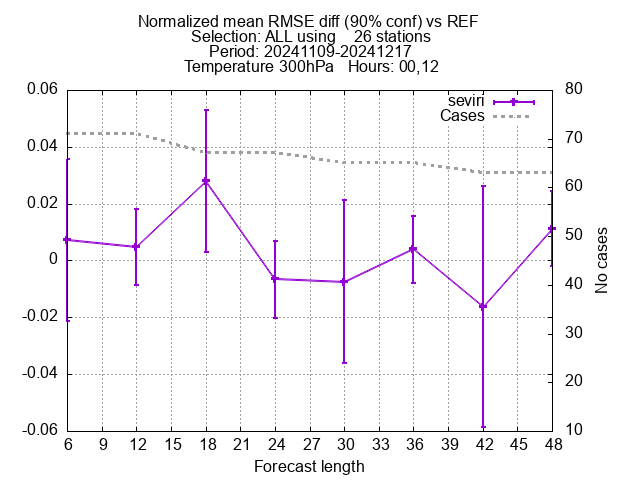 Normalized mean RMSE diff (90% conf) vs REF
Selection: ALL using    26 stations
Period: 20241109-20241217
Temperature 300hPa   Hours: 00,12
0.06
0.04
0.02
0
-0.02
-0.04
-0.06
seviri
Cases
80
70
60
50
40
30
20
10
No cases
6 9 12 15 18 21 24 27 30 33 36 39 42 45 48
Forecast length